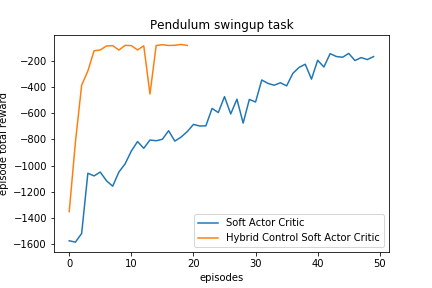 Pendulum swingup task
episode total reward
−200
−400
−600
−800
−1000
−1200
−1400
−1600
Soft Actor Critic
Hybrid Control Soft Actor Critic
0
10
20
30
40
50
episodes